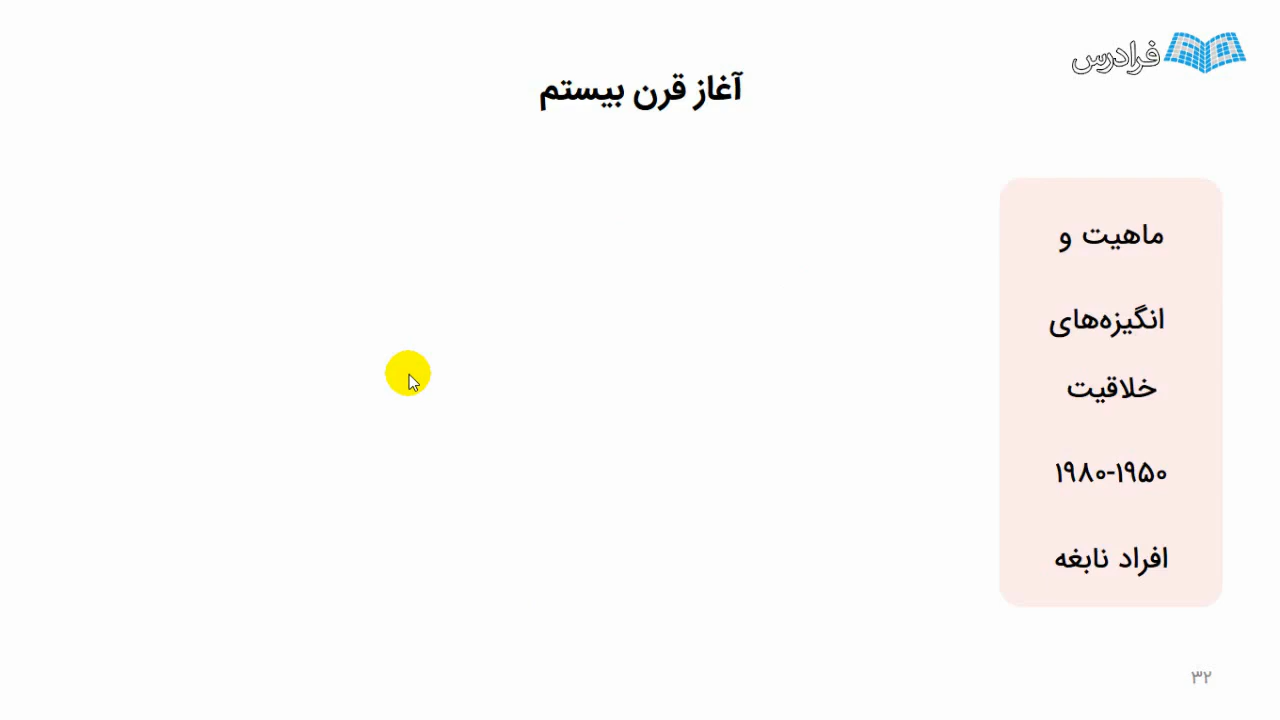 فرادرس
آغاز قرن بیستم
ماهیت و
انگیزه‌های
خلاقیت
۱۹۸۰-۱۹۵۰
افراد نابغه
۳۲